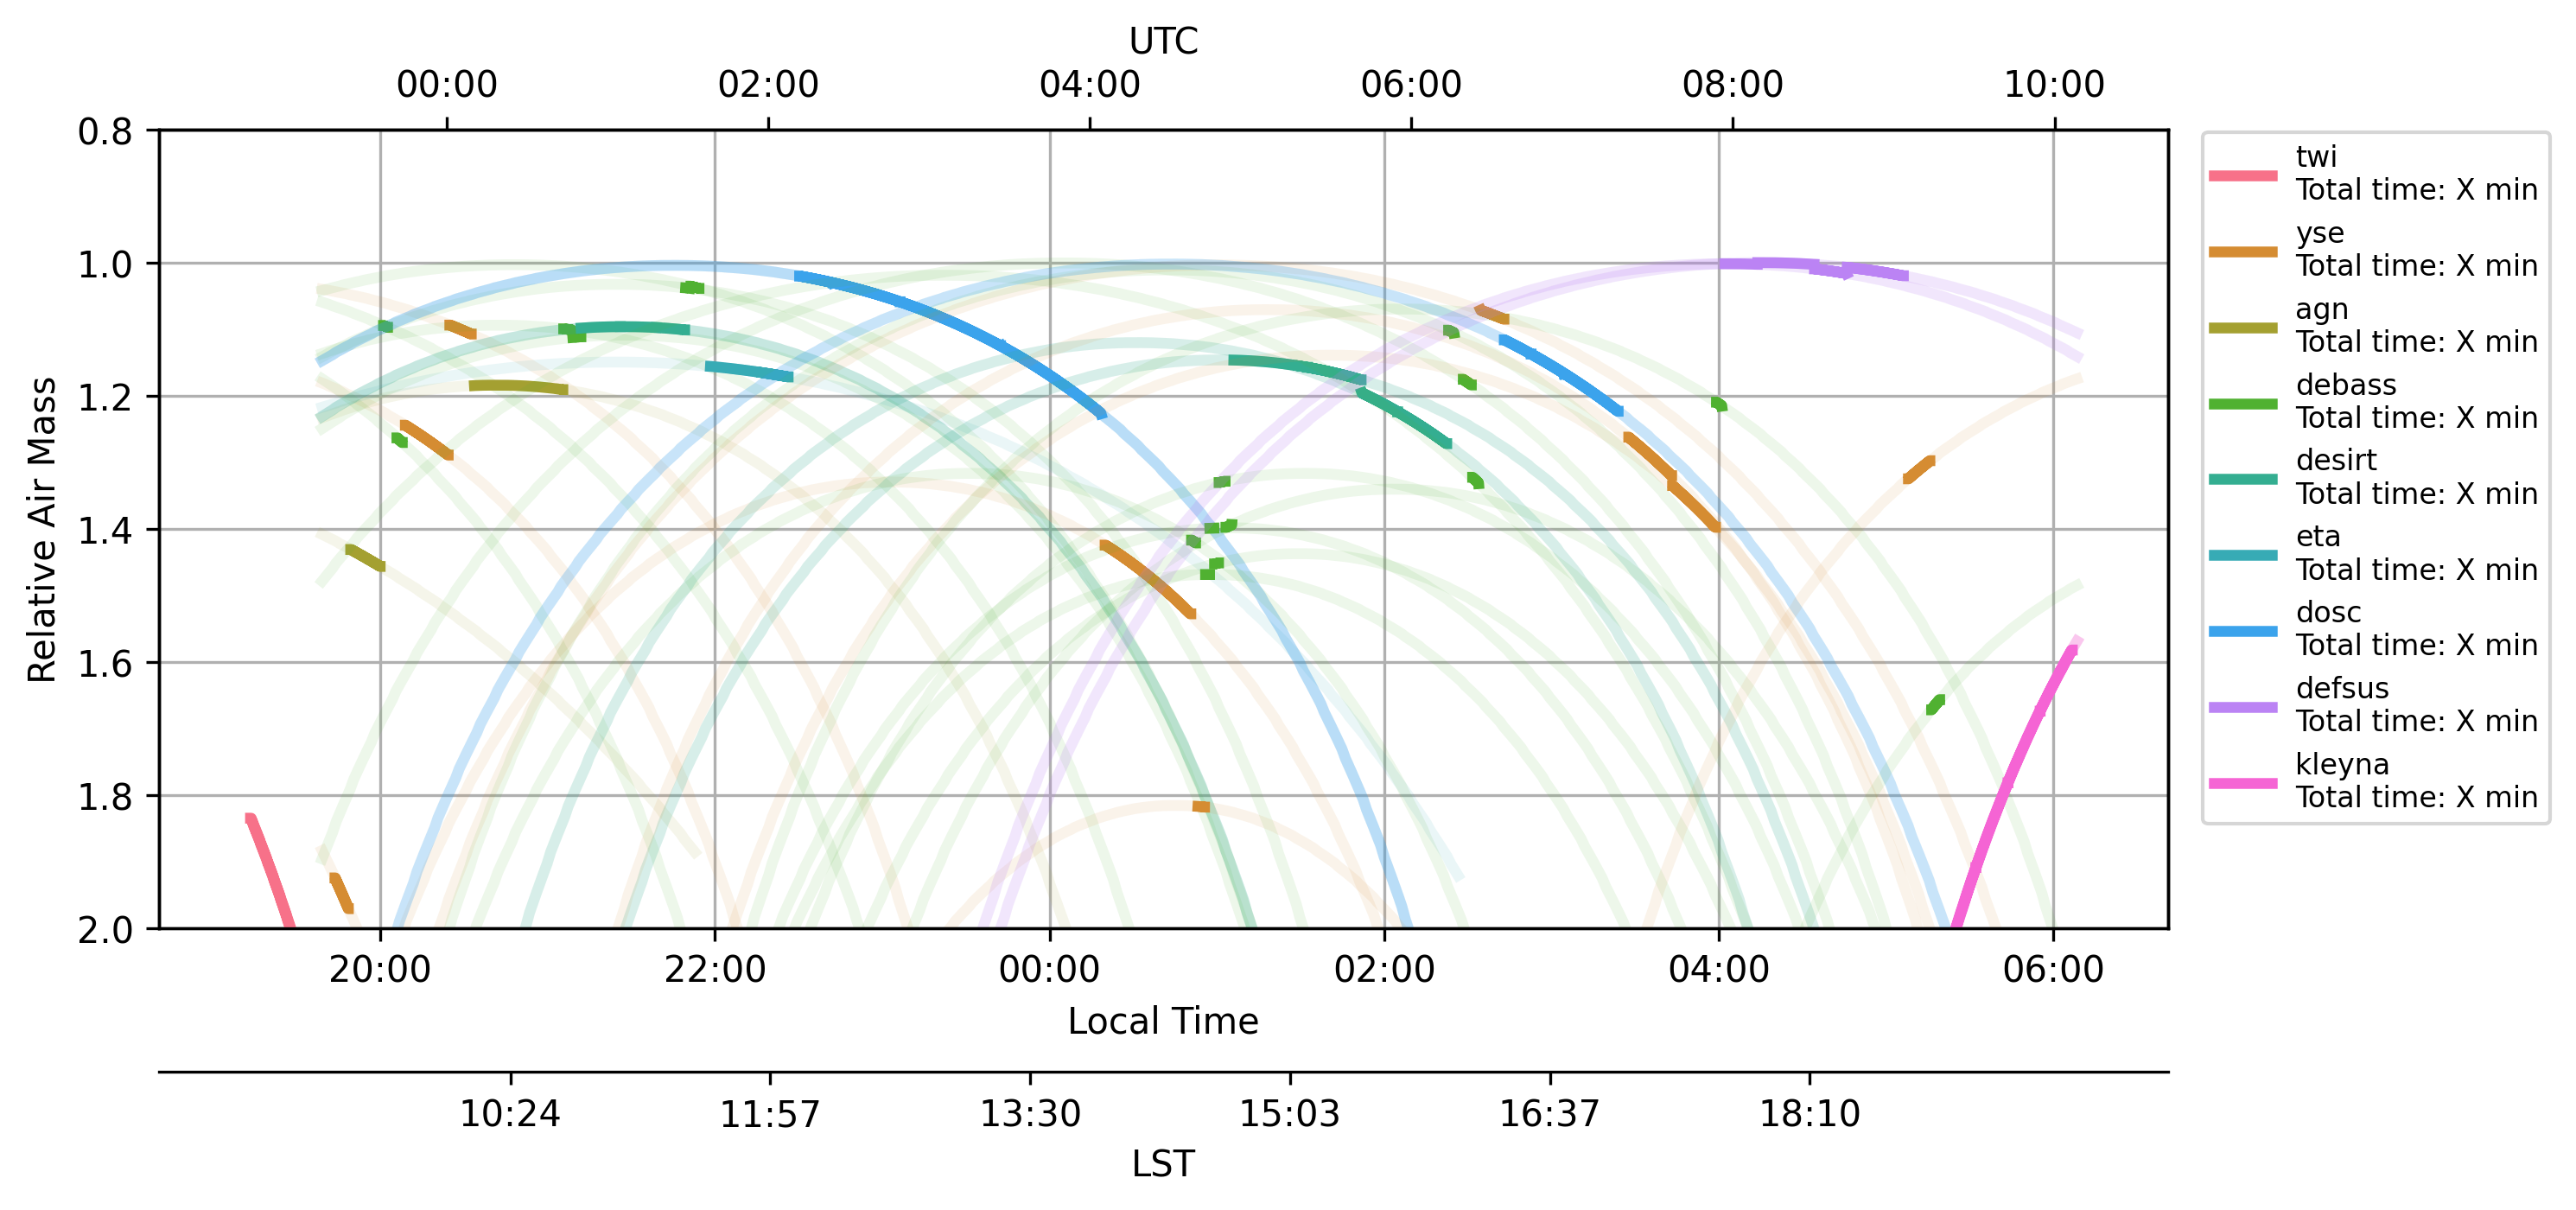 UTC
00:00 02:00 04:00 06:00 08:00 10:00
0.8
1.0
1.2
1.4
1.6
1.8
2.0
Relative Air Mass
20:00 22:00 00:00 02:00 04:00 06:00
Local Time
10:24 11:57 13:30 15:03 16:37 18:10
LST
twi
Total time: X min
yse
Total time: X min
agn
Total time: X min
debass
Total time: X min
desirt
Total time: X min
eta
Total time: X min
dosc
Total time: X min
defsus
Total time: X min
kleyna
Total time: X min